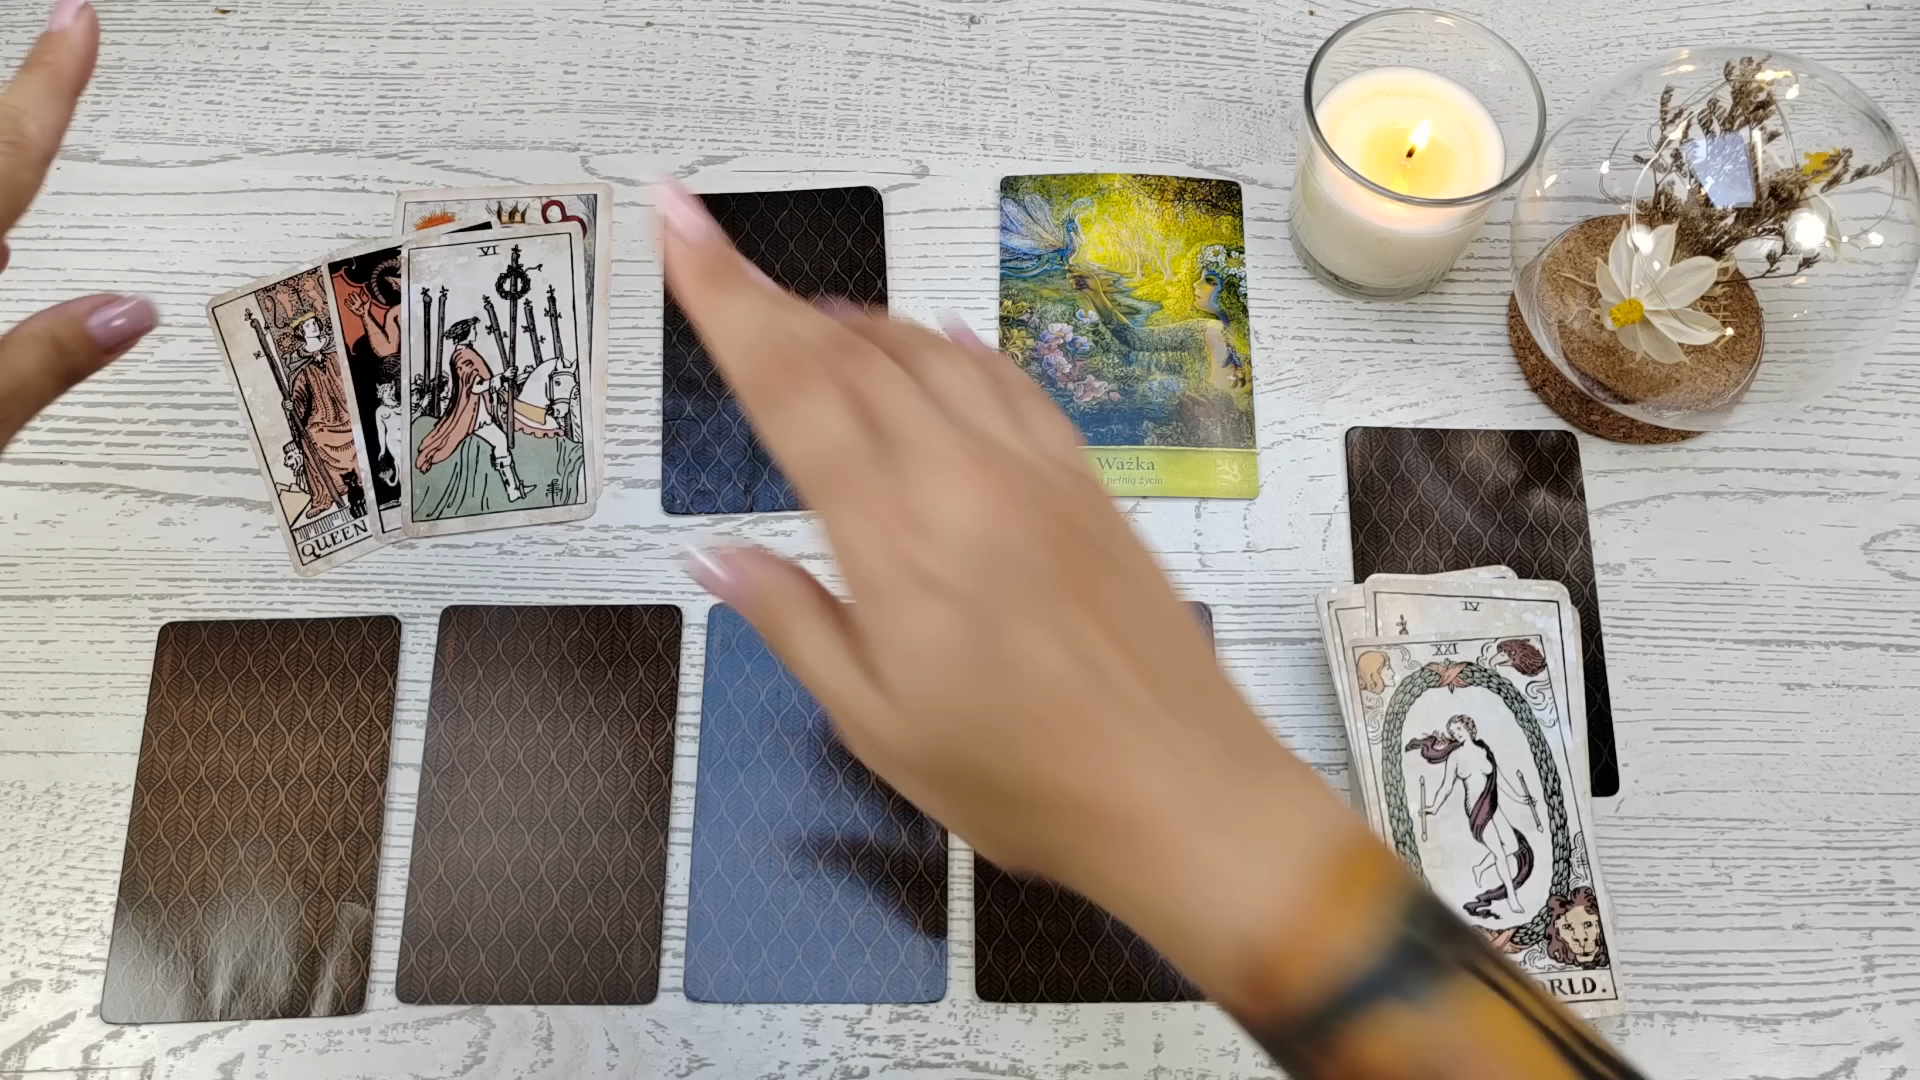 VI
QUEEN
Ważka
pełnią życia
IV
XXI
RLD.